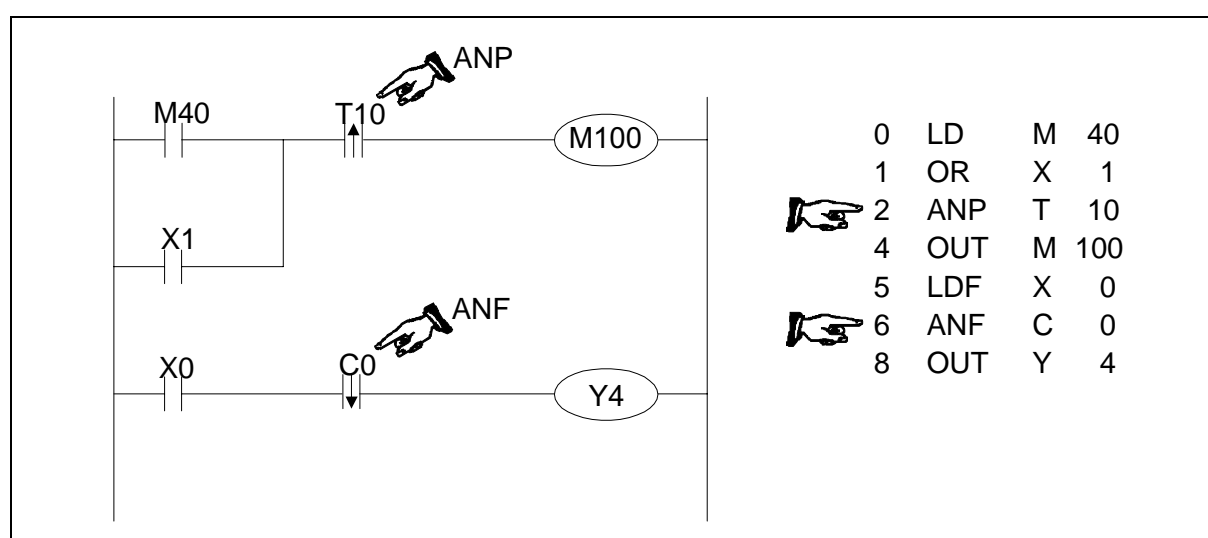 ANP
M40
T10
M100
X1
ANF
X0
C0
Y4
0 LD M 40
1 OR X 1
2 ANP T 10
4 OUT M 100
5 LDF X 0
6 ANF C 0
8 OUT Y 4